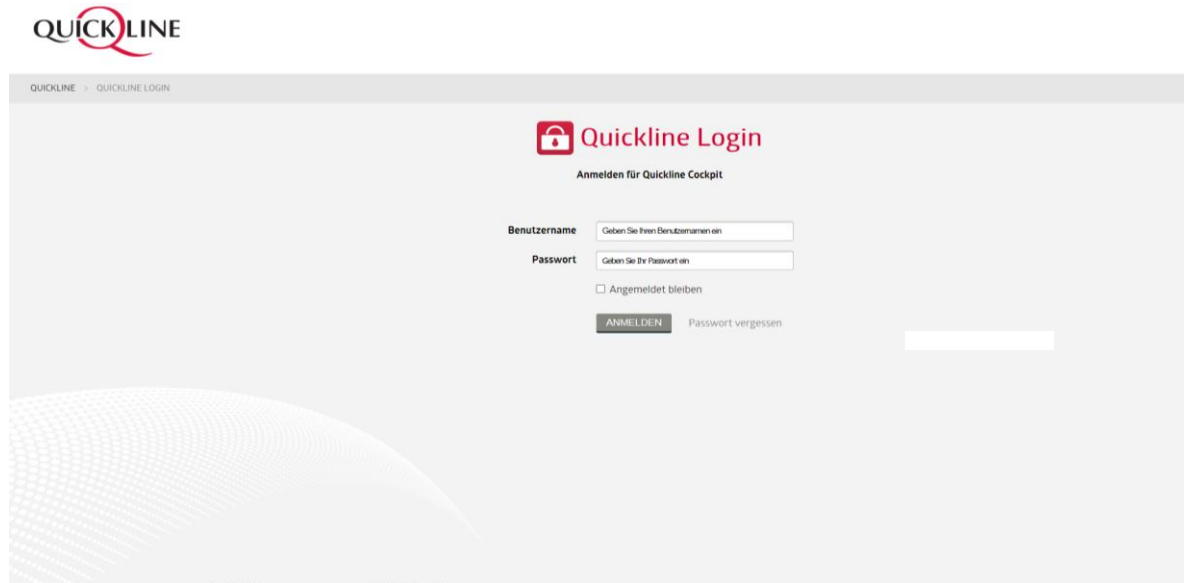 QUICKLINE
QUICKLINE > QUICKLINE LOGIN
Quickline Login
Anmelden für Quickline Cockpit
Benutzername Geben Sie Ihren Benutzernamen ein
Passwort Geben Sie Ihr Passwort ein
Angemeldet bleiben
ANMELDEN Passwort vergessen